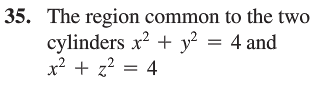 35. The region common to the two
cylinders x² + y² = 4 and
x² + z² = 4